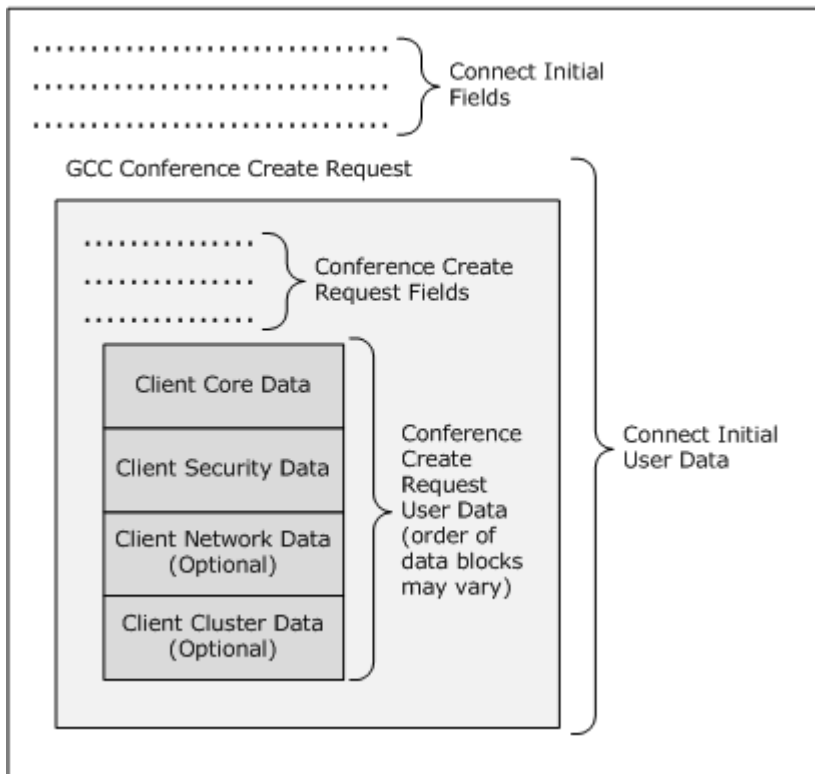 Connect Initial
Fields
GCC Conference Create Request
Conference Create
Request Fields
Client Core Data
Client Security Data
Client Network Data
(Optional)
Client Cluster Data
(Optional)
Conference
Create
Request
User Data
(order of
data blocks
may vary)
Connect Initial
User Data